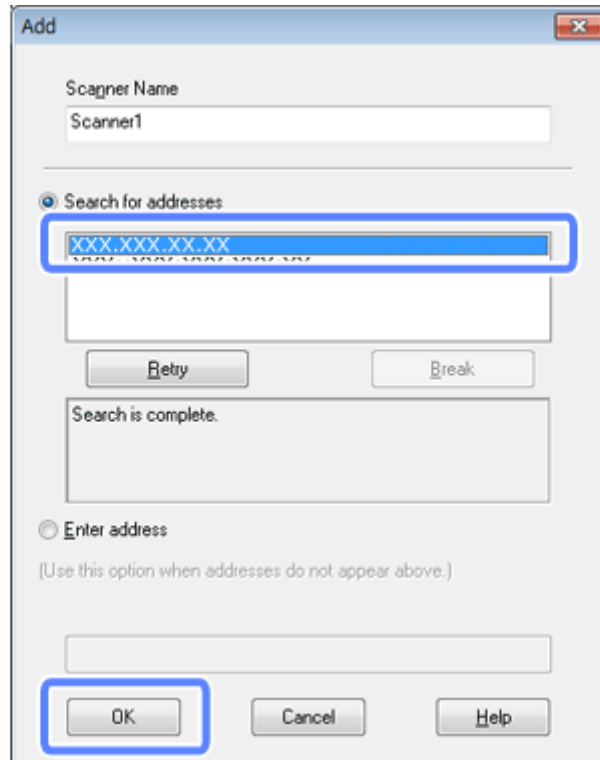 Add
Scanner Name
Scanner1
Search for addresses
XXX.XXX.XX.XX
Retry Break
Search is complete.
Enter address
(Use this option when addresses do not appear above.)
OK Cancel Help